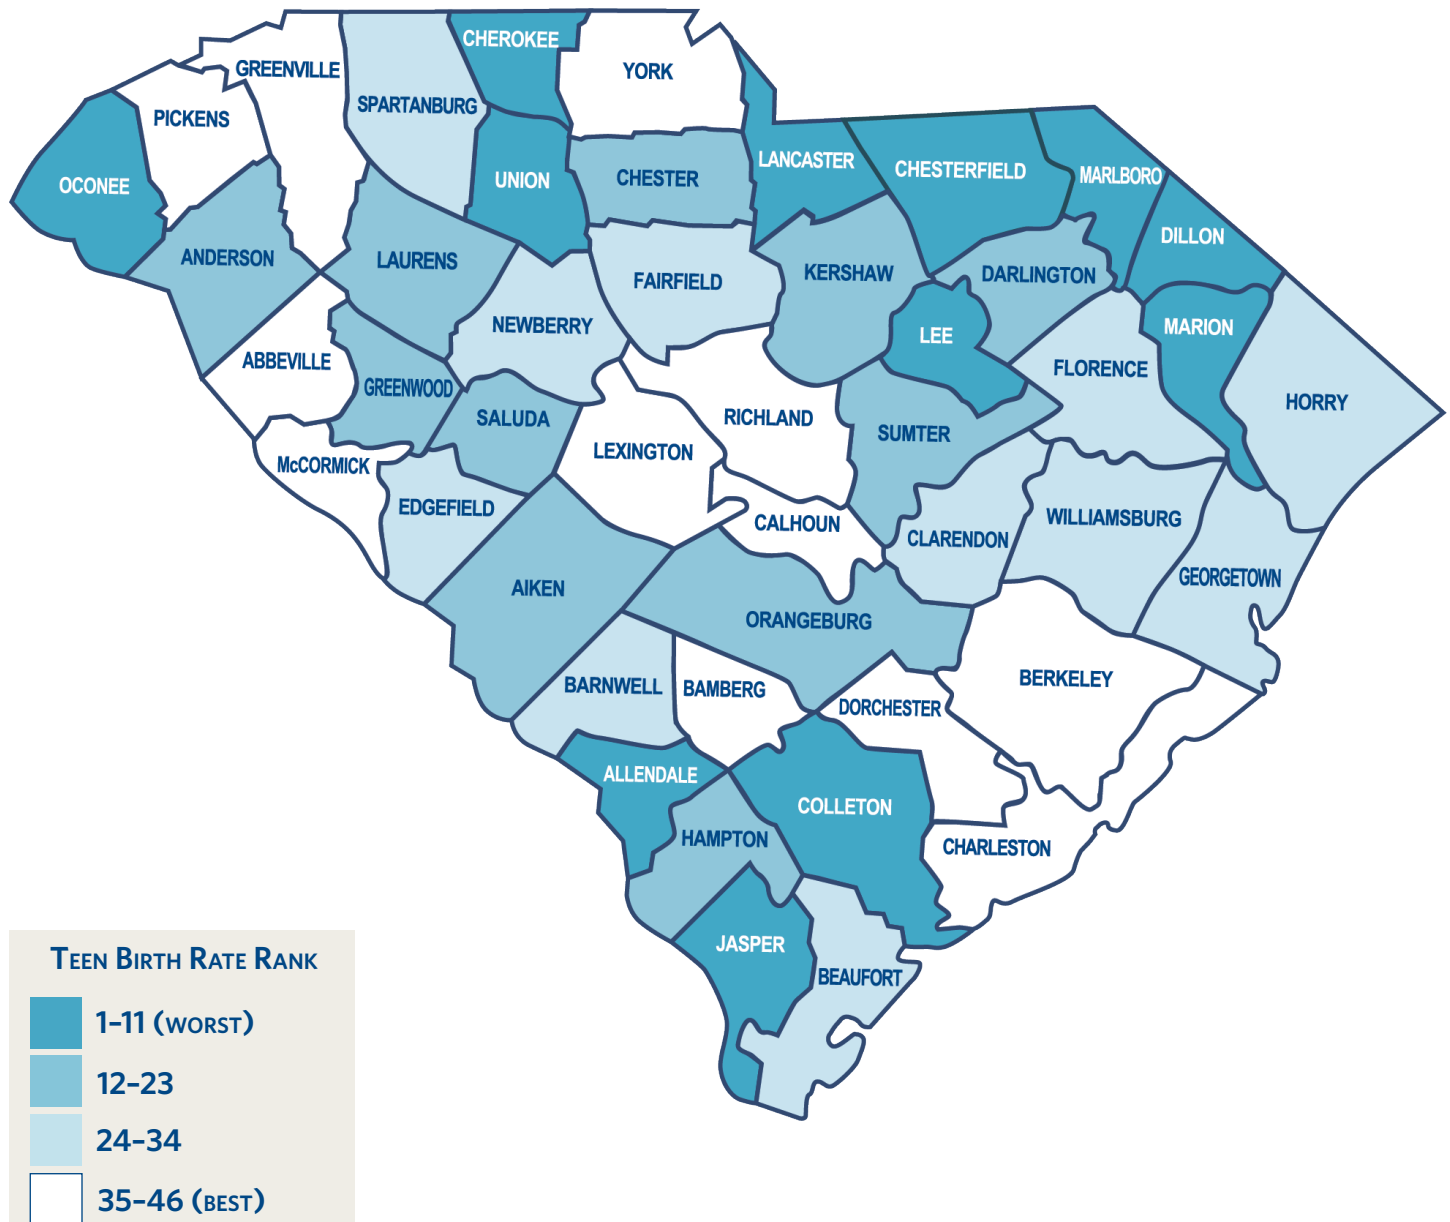 CHEROKEE
YORK
GREENVILLE
SPARTANBURG
PICKENS
LANCASTER
CHESTERFIELD
MARLBORO
OCONEE
UNION
CHESTER
DILLON
ANDERSON
LAURENS
KERSHAW
DARLINGTON
FAIRFIELD
NEWBERRY
LEE
MARION
ABBEVILLE
FLORENCE
GREENWOOD
HORRY
SALUDA
RICHLAND
SUMTER
LEXINGTON
McCORMICK
EDGEFIELD
CALHOUN
WILLIAMSBURG
CLARENDON
GEORGETOWN
AIKEN
ORANGEBURG
BARNWELL
BAMBERG
BERKELEY
DORCHESTER
ALLENDALE
COLLETON
HAMPTON
CHARLESTON
JASPER
BEAUFORT
TEEN BIRTH RATE RANK
1-11 (WORST)
12-23
24-34
35-46 (BEST)